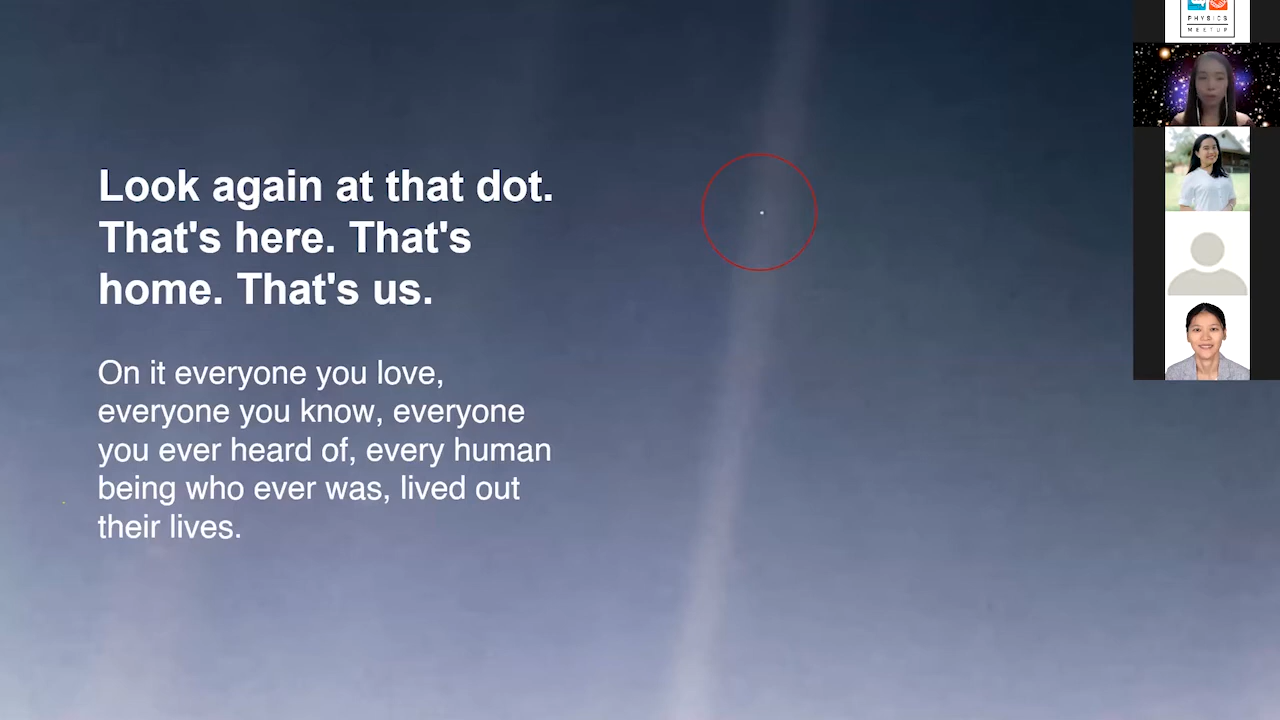 Look again at that dot.
That's here. That's
home. That's us.
On it everyone you love,
everyone you know, everyone
you ever heard of, every human
being who ever was, lived out
their lives.
PHYSICS
MEETUP